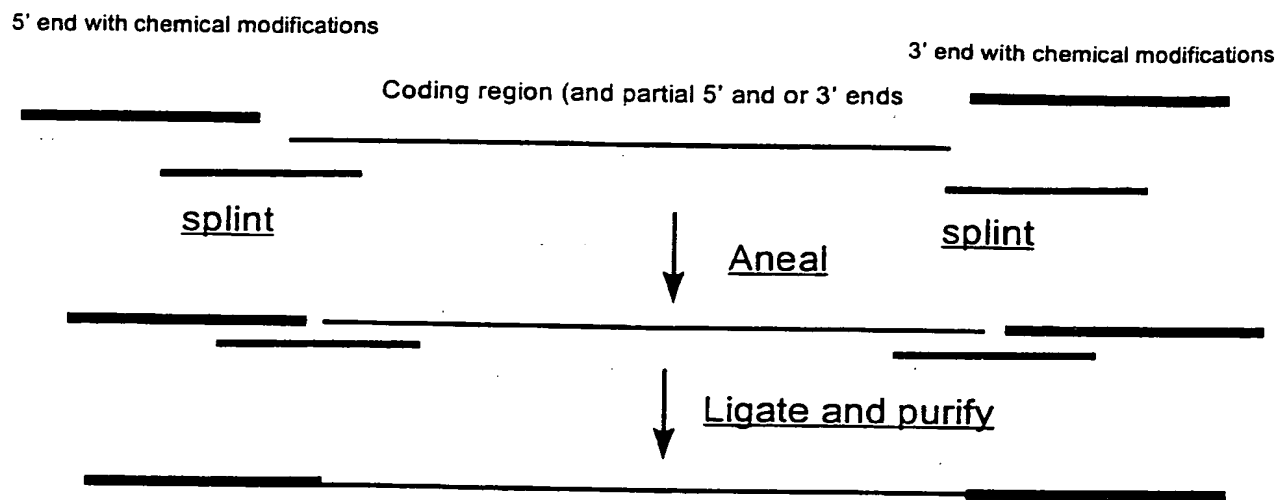 5' end with chemical modifications
3' end with chemical modifications
Coding region (and partial 5' and or 3' ends
splint
splint
Aneal
Ligate and purify